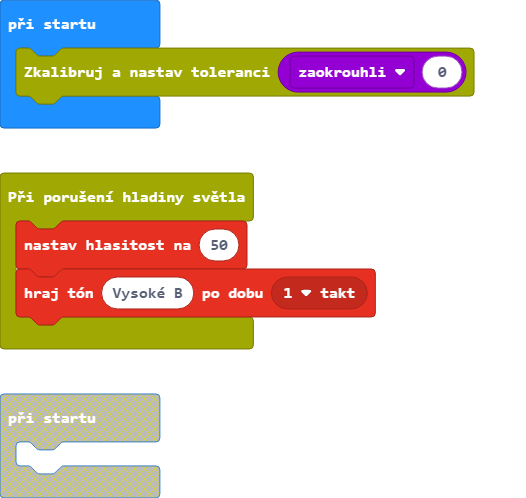 při startu
Zkalibruj a nastav toleranci zaokrouhli 0
Při porušení hladiny světla
nastav hlasitost na 50
hraj tón Vysoké B po dobu 1 takt
při startu